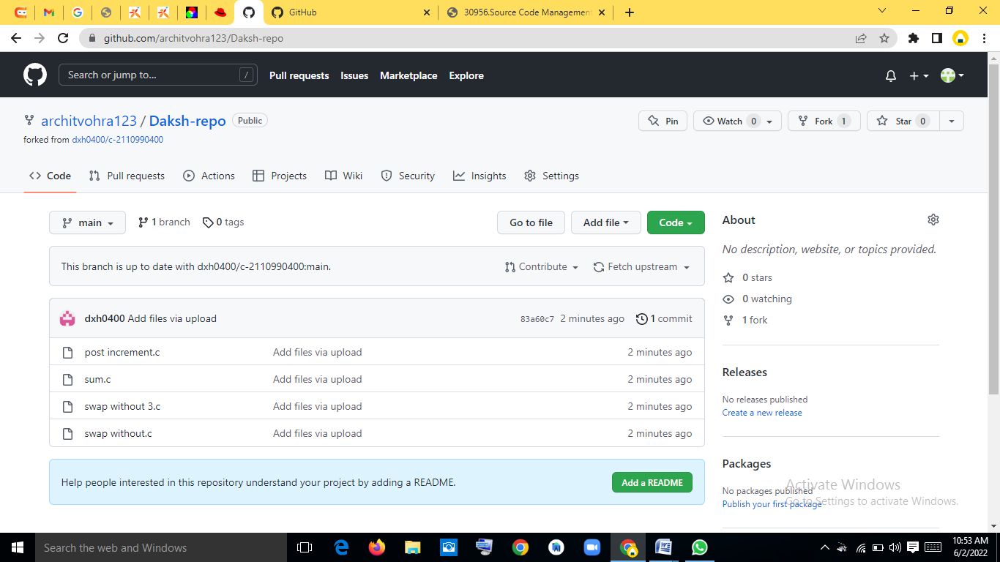 GitHub
30956.Source Code Management
github.com/architvohra123/Daksh-repo
Search or jump to...
/
Pull requests
Issues
Marketplace
Explore
architvohra123 / Daksh-repo
Public
forked from dxh0400/c-2110990400
Pin
Watch 0
Fork 1
Star 0
Code
Pull requests
Actions
Projects
Wiki
Security
Insights
Settings
main
1 branch
0 tags
Go to file
Add file
Code
This branch is up to date with dxh0400/c-2110990400:main.
Contribute
Fetch upstream
dxh0400 Add files via upload
83a60c7 2 minutes ago
1 commit
post increment.c
Add files via upload
2 minutes ago
sum.c
Add files via upload
2 minutes ago
swap without 3.c
Add files via upload
2 minutes ago
swap without.c
Add files via upload
2 minutes ago
Help people interested in this repository understand your project by adding a README.
Add a README
About
No description, website, or topics provided.
0 stars
0 watching
1 fork
Releases
No releases published
Create a new release
Packages
No packages published
Publish your first package
Activate Windows
Go to Settings to activate Windows.
Search the web and Windows
10:53 AM
6/2/2022